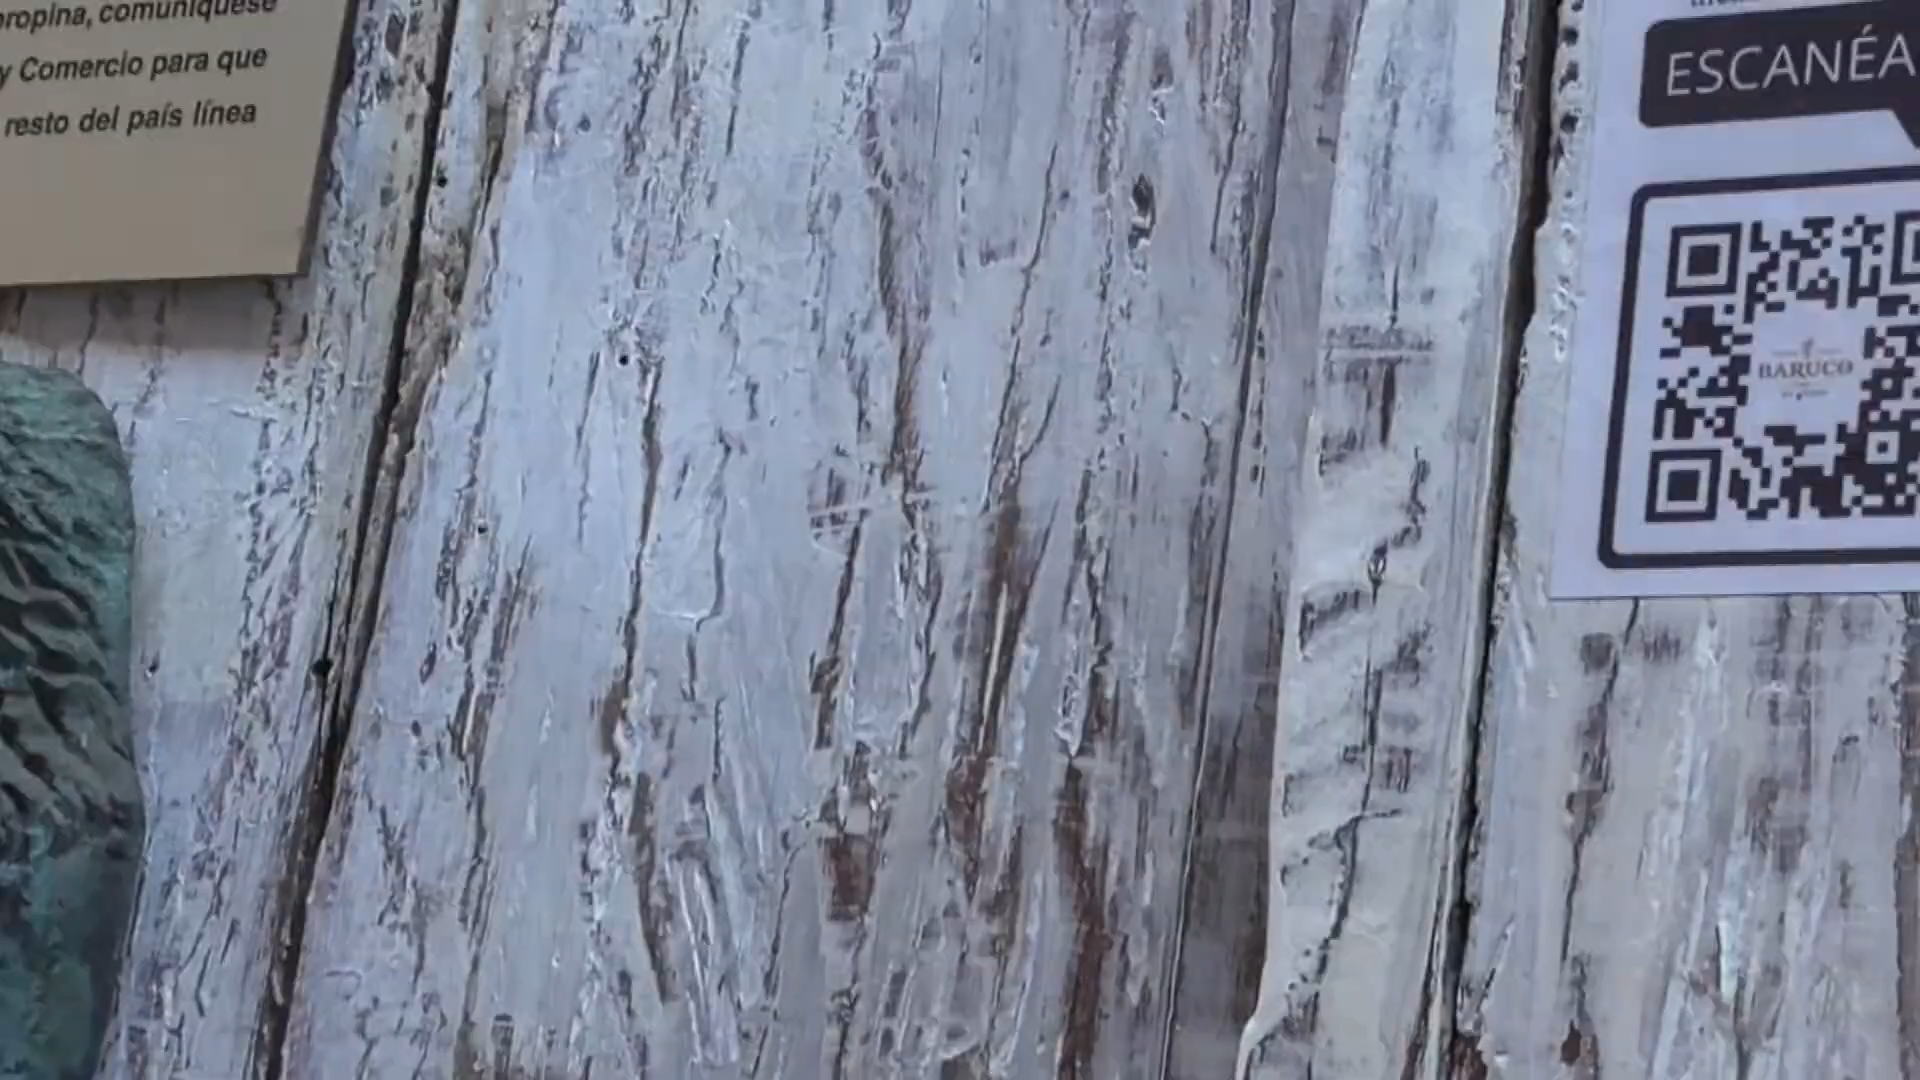 propina, comuníquese
y Comercio para que
resto del país línea
ESCANÉA
BARUCO